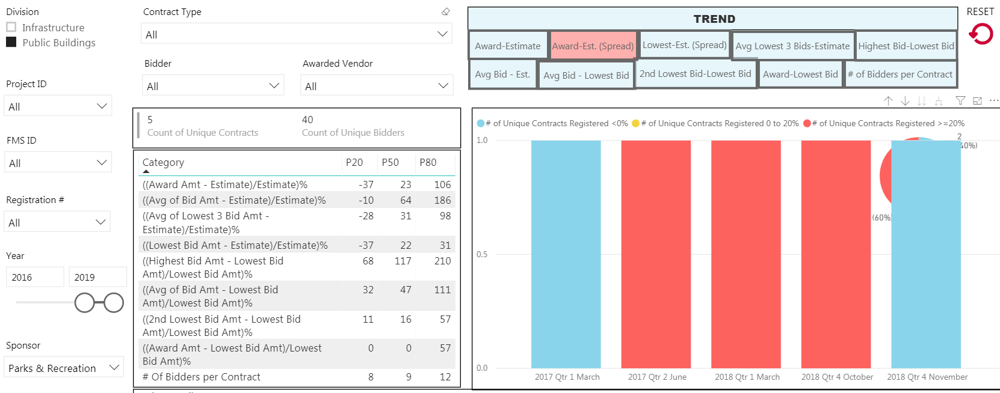 Division
Infrastructure
Public Buildings
Project ID
All
FMS ID
All
Registration #
All
Year
2016
2019
Sponsor
Parks & Recreation
Contract Type
All
Bidder
All
Awarded Vendor
All
5
Count of Unique Contracts
40
Count of Unique Bidders
Category P20 P50 P80
((Award Amt - Estimate)/Estimate)% -37 23 106
((Avg of Bid Amt - Estimate)/Estimate)% -10 64 186
((Avg of Lowest 3 Bid Amt - -28 31 98
Estimate)/Estimate)%
((Lowest Bid Amt - Estimate)/Estimate)% -37 22 31
((Highest Bid Amt - Lowest Bid 68 117 210
Amt)/Lowest Bid Amt)%
((Avg of Bid Amt - Lowest Bid 32 47 111
Amt)/Lowest Bid Amt)%
((2nd Lowest Bid Amt - Lowest Bid 11 16 57
Amt)/Lowest Bid Amt)%
((Award Amt - Lowest Bid Amt)/Lowest 0 0 57
Bid Amt)%
# Of Bidders per Contract 8 9 12
TREND
Award-Estimate
Award-Est. (Spread)
Lowest-Est. (Spread)
Avg Lowest 3 Bids-Estimate
Highest Bid-Lowest Bid
Avg Bid - Est.
Avg Bid - Lowest Bid
2nd Lowest Bid-Lowest Bid
Award-Lowest Bid
# of Bidders per Contract
RESET
# of Unique Contracts Registered <0% # of Unique Contracts Registered 0 to 20% # of Unique Contracts Registered >=20%
1.0
0.5
0.0
2
40%)
(60%
2017 Qtr 1 March
2017 Qtr 2 June
2018 Qtr 1 March
2018 Qtr 4 October
2018 Qtr 4 November